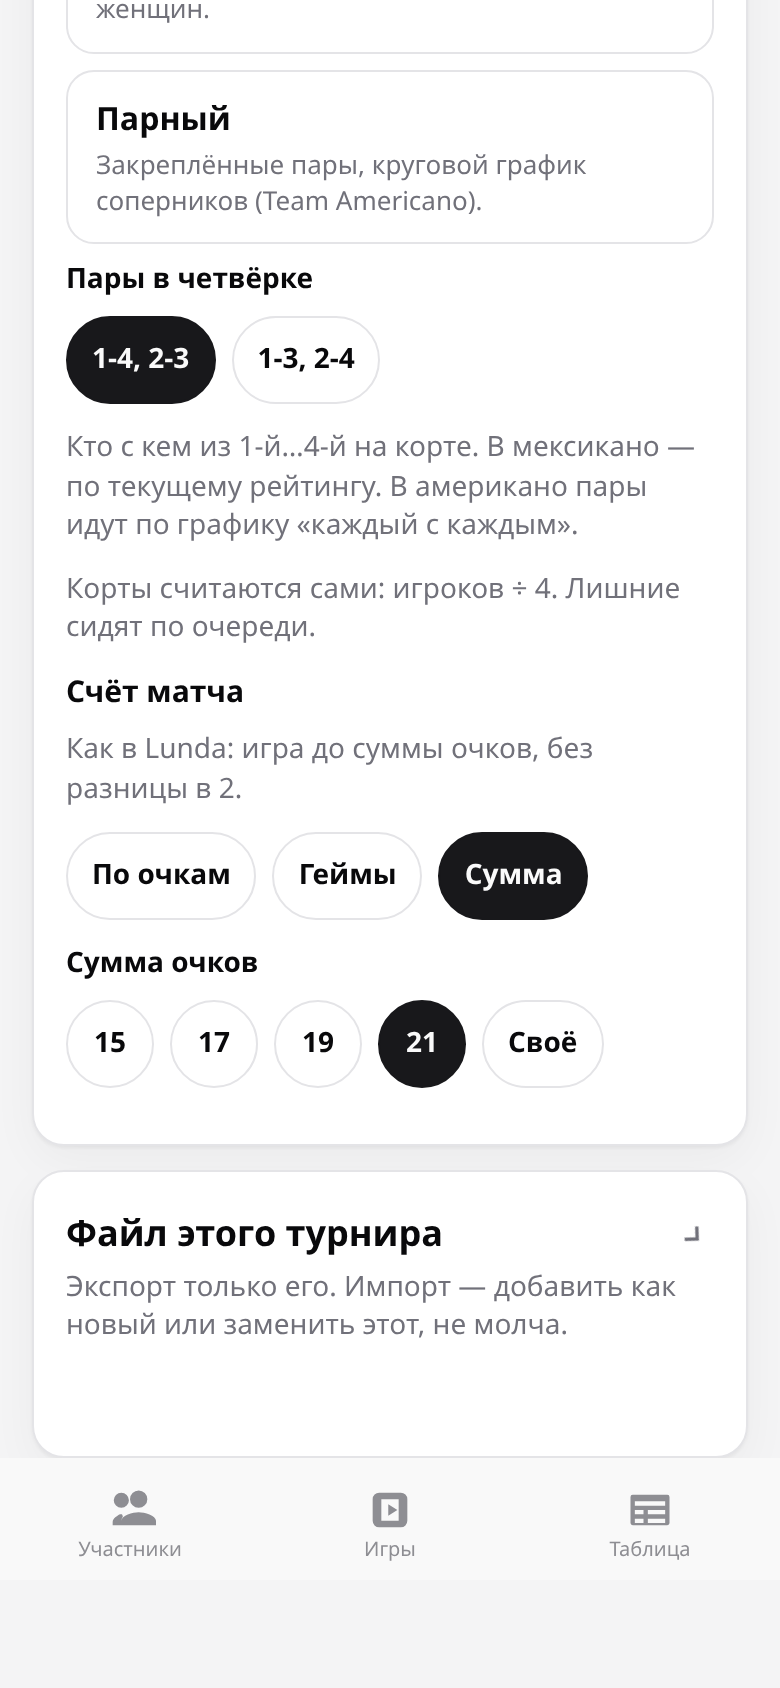 женщин.
Парный
Закреплённые пары, круговой график
соперников (Team Americano).
Пары в четвёрке
1-4, 2-3
1-3, 2-4
Кто с кем из 1-й…4-й на корте. В мексикано —
по текущему рейтингу. В американо пары
идут по графику «каждый с каждым».
Корты считаются сами: игроков ÷ 4. Лишние
сидят по очереди.
Счёт матча
Как в Lunda: игра до суммы очков, без
разницы в 2.
По очкам
Геймы
Сумма
Сумма очков
15
17
19
21
Своё
Файл этого турнира
Экспорт только его. Импорт — добавить как
новый или заменить этот, не молча.
Участники
Игры
Таблица